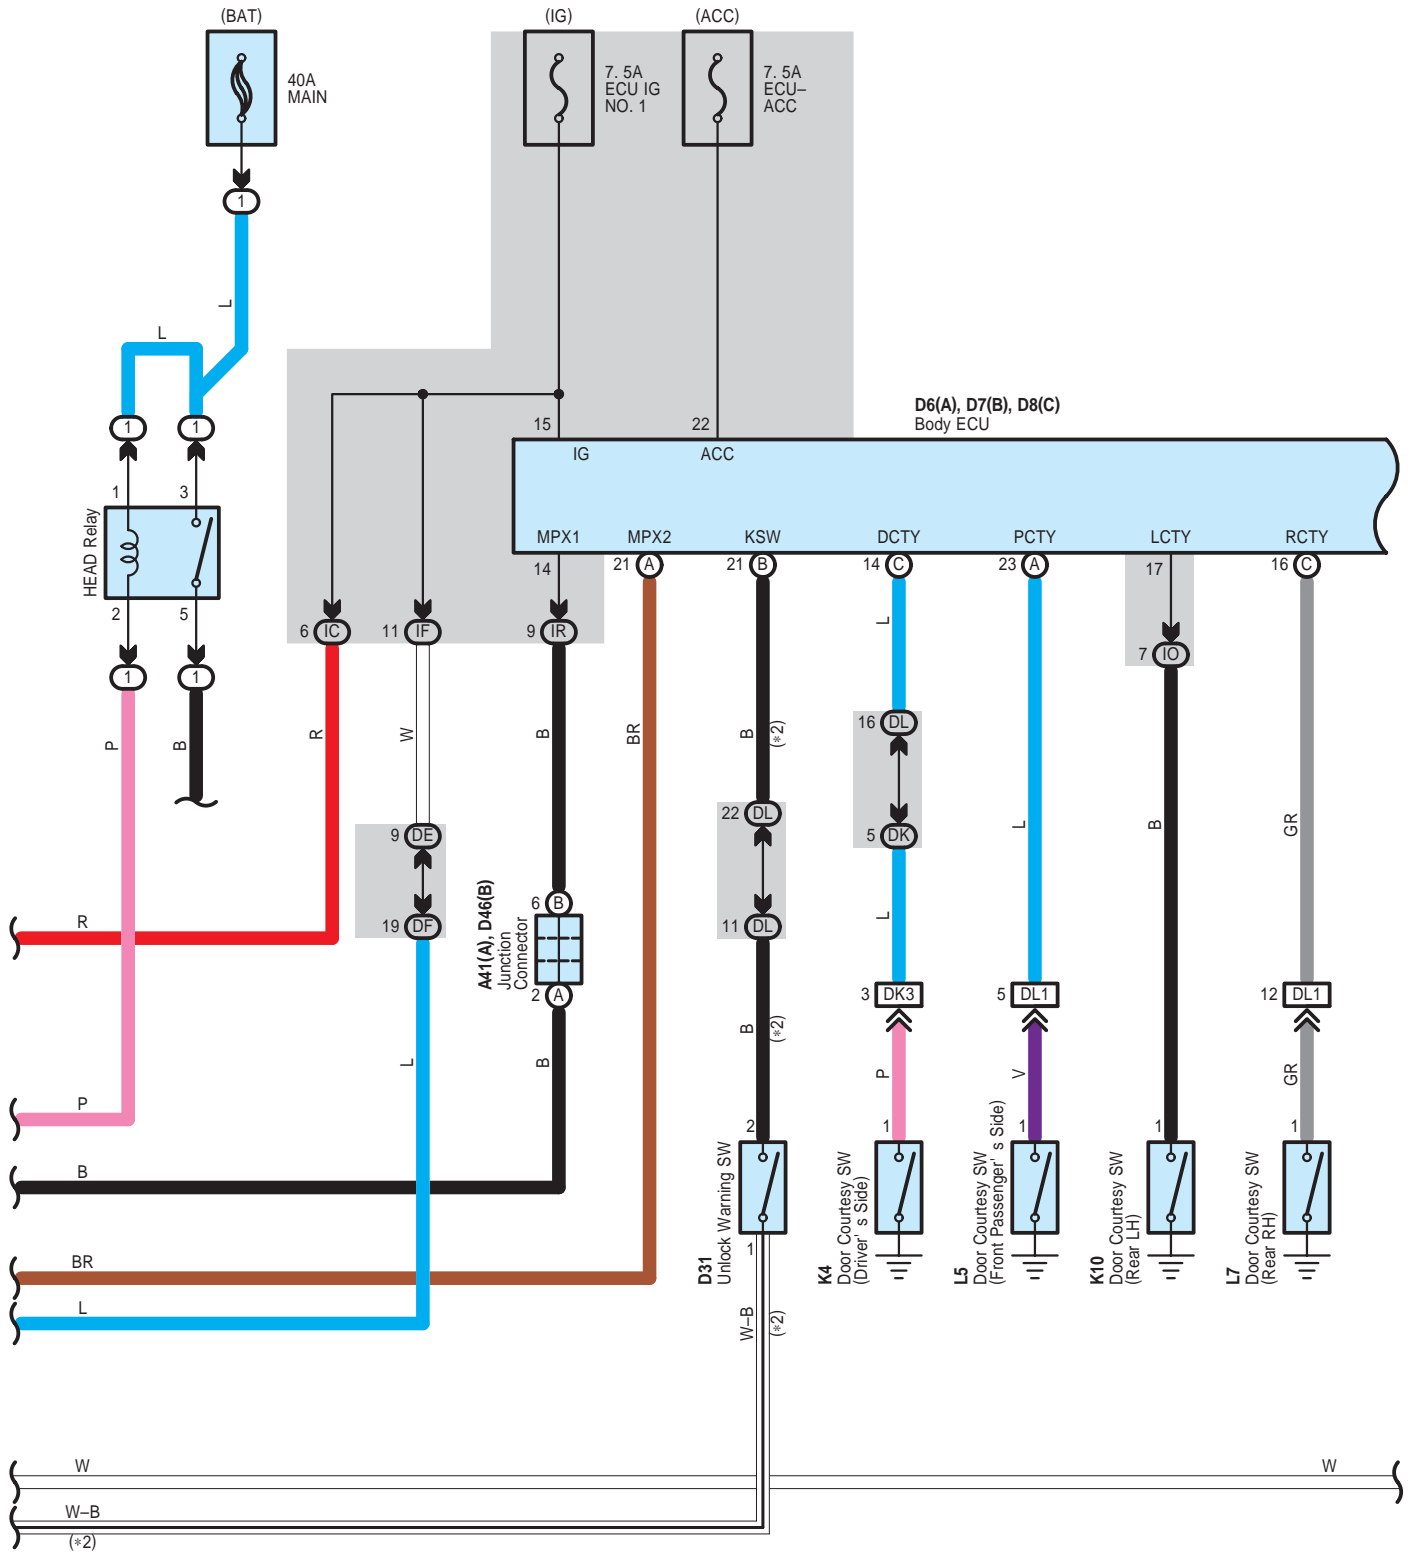 (BAT)
(IG)
(ACC)
40A
MAIN
7. 5A
ECU IG
NO. 1
7. 5A
ECU–
ACC
1
L
L
1
1
15
22
D6(A), D7(B), D8(C)
Body ECU
IG
ACC
1
3
HEAD Relay
2
5
MPX1
MPX2
KSW
DCTY
PCTY
LCTY
RCTY
14
21
A
21
B
14
C
23
A
17
16
C
6
IC
11
IF
9
IR
7
IO
1
1
P
B
R
W
B
BR
B
(*2)
L
L
B
GR
16
DL
22
DL
5
DK
9
DE
19
DF
11
DL
6
B
A41(A), D46(B)
Junction
Connector
2
A
R
L
3
DK3
5
DL1
12
DL1
L
B
B
(*2)
P
V
GR
P
B
2
1
1
1
1
D31
Unlock Warning SW
1
K4
Door Courtesy SW
(Driver' s Side)
L5
Door Courtesy SW
(Front Passenger' s Side)
K10
Door Courtesy SW
(Rear LH)
L7
Door Courtesy SW
(Rear RH)
BR
L
W–B
(*2)
W
W
W–B
(*2)